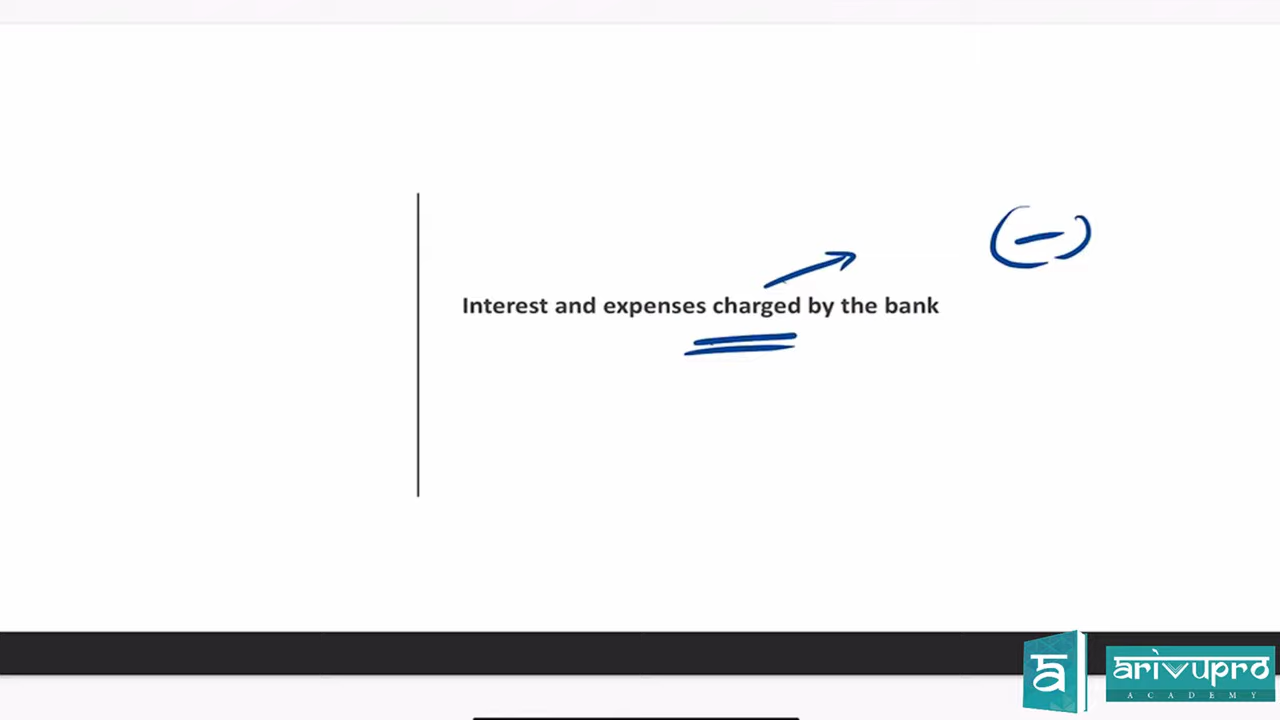 (-)
Interest and expenses charged by the bank
ā
arivupro
ACADEMY